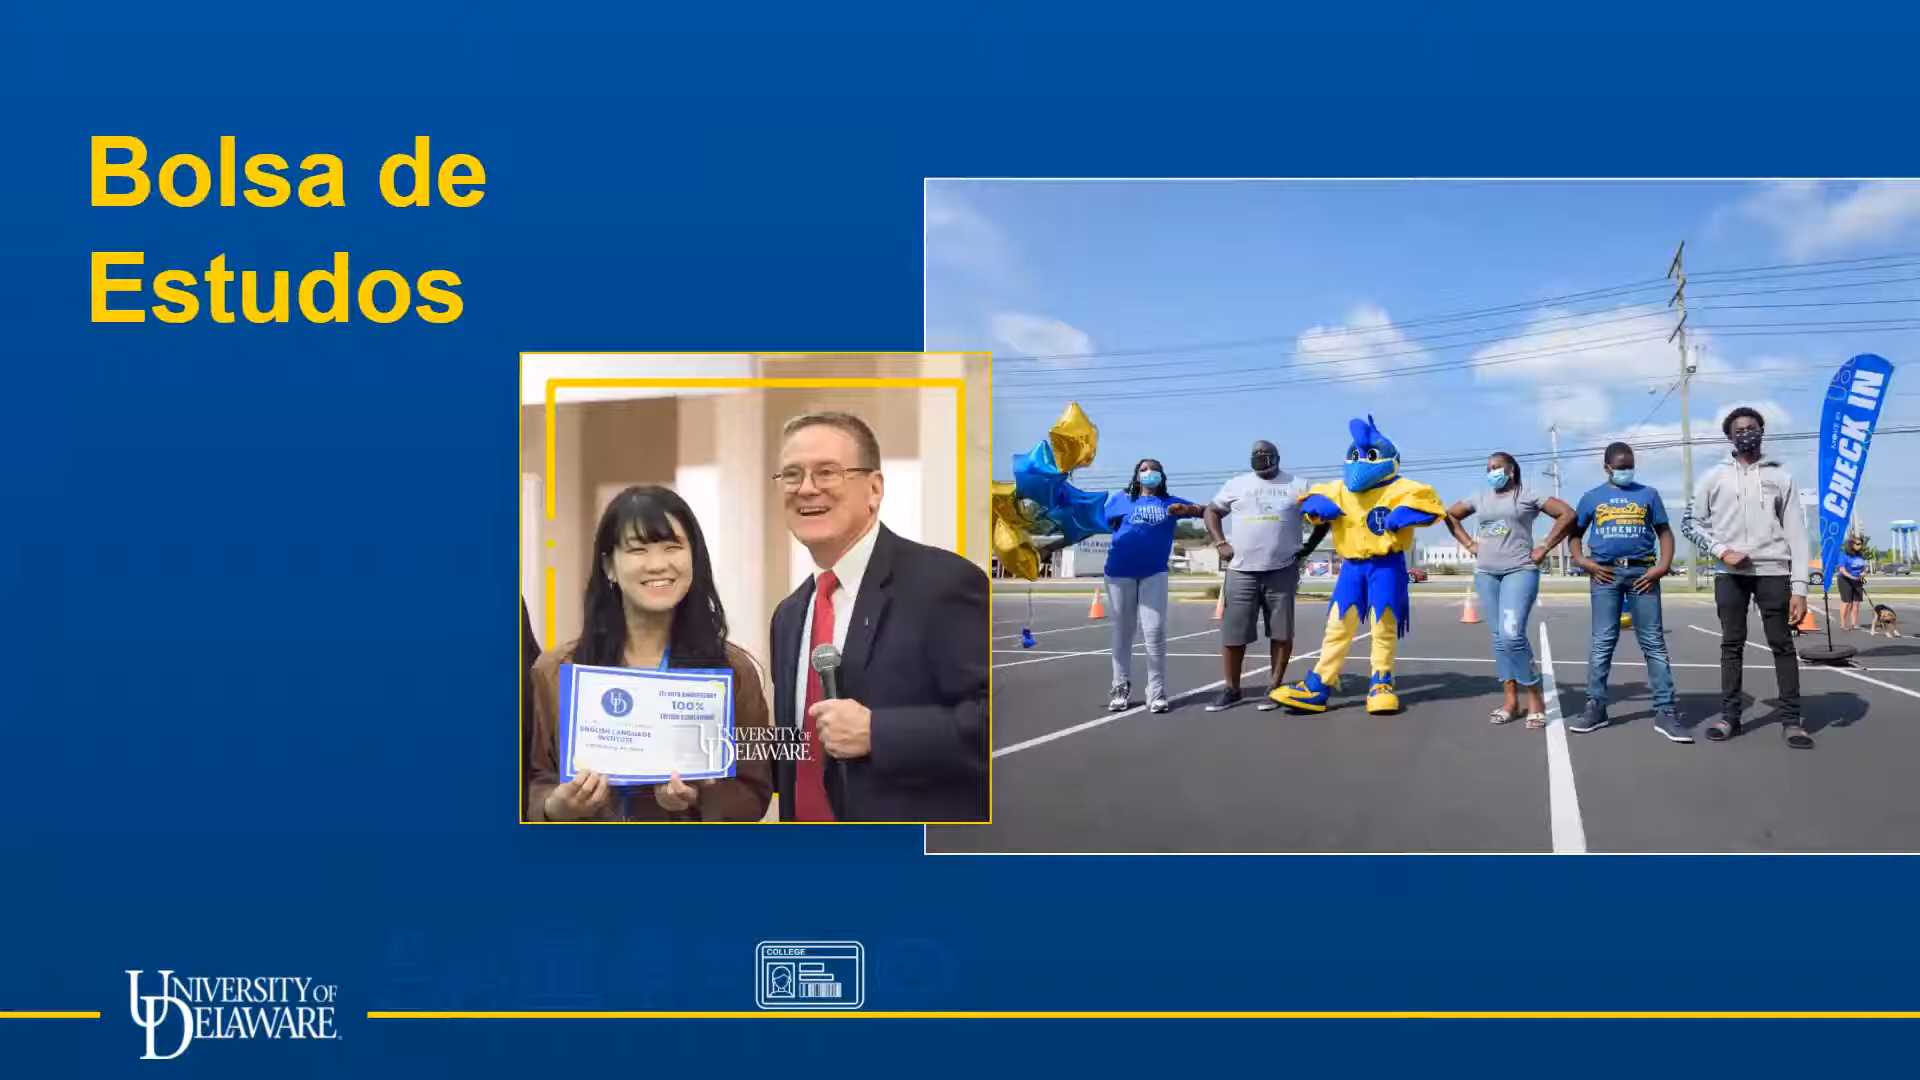 Bolsa de
Estudos
100%
ENGLISH LANGUAGE
INSTITUTE
UNIVERSITY OF
DELAWARE
CHECK IN
COLLEGE
UNIVERSITY OF
DELAWARE